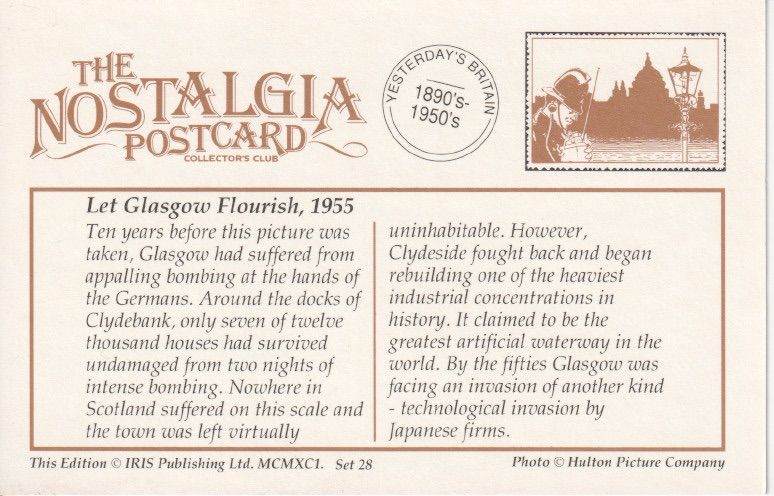 THE
NOSTALGIA
POSTCARD
COLLECTOR'S CLUB
YESTERDAY'S BRITAIN
1890's-
1950's
Let Glasgow Flourish, 1955
Ten years before this picture was
taken, Glasgow had suffered from
appalling bombing at the hands of
the Germans. Around the docks of
Clydebank, only seven of twelve
thousand houses had survived
undamaged from two nights of
intense bombing. Nowhere in
Scotland suffered on this scale and
the town was left virtually
uninhabitable. However,
Clydeside fought back and began
rebuilding one of the heaviest
industrial concentrations in
history. It claimed to be the
greatest artificial waterway in the
world. By the fifties Glasgow was
facing an invasion of another kind
- technological invasion by
Japanese firms.
This Edition © IRIS Publishing Ltd. MCMXC1. Set 28
Photo © Hulton Picture Company